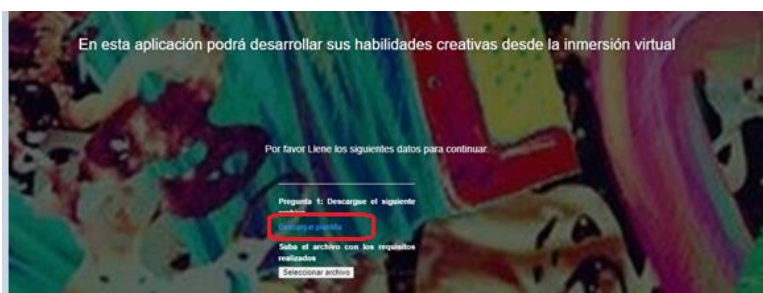 En esta aplicación podrá desarrollar sus habilidades creativas desde la inmersión virtual
Por favor Llene los siguientes datos para continuar.
Pregunta 1: Descargue el siguiente
archivo
Descargar plantilla
Suba el archivo con los requisitos
realizados
Seleccionar archivo